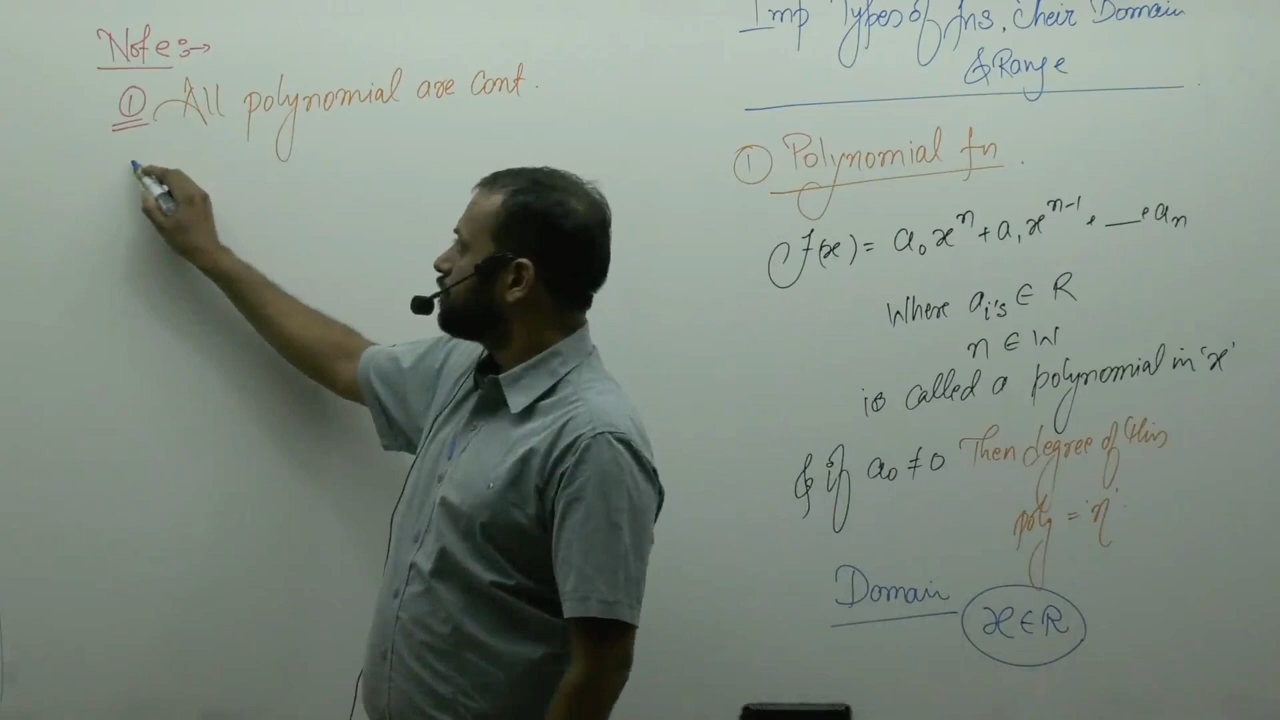 Note :→
① All polynomial are cont.
Imp Types of fns, their Domain
& Range
① Polynomial fn.
f(x) = a₀xⁿ + a₁xⁿ⁻¹ + __ + aₙ
Where aᵢ's ∈ R
n ∈ W
is called a polynomial in 'x'
& if a₀ ≠ 0 Then degree of this
poly = 'n'
Domain x ∈ R